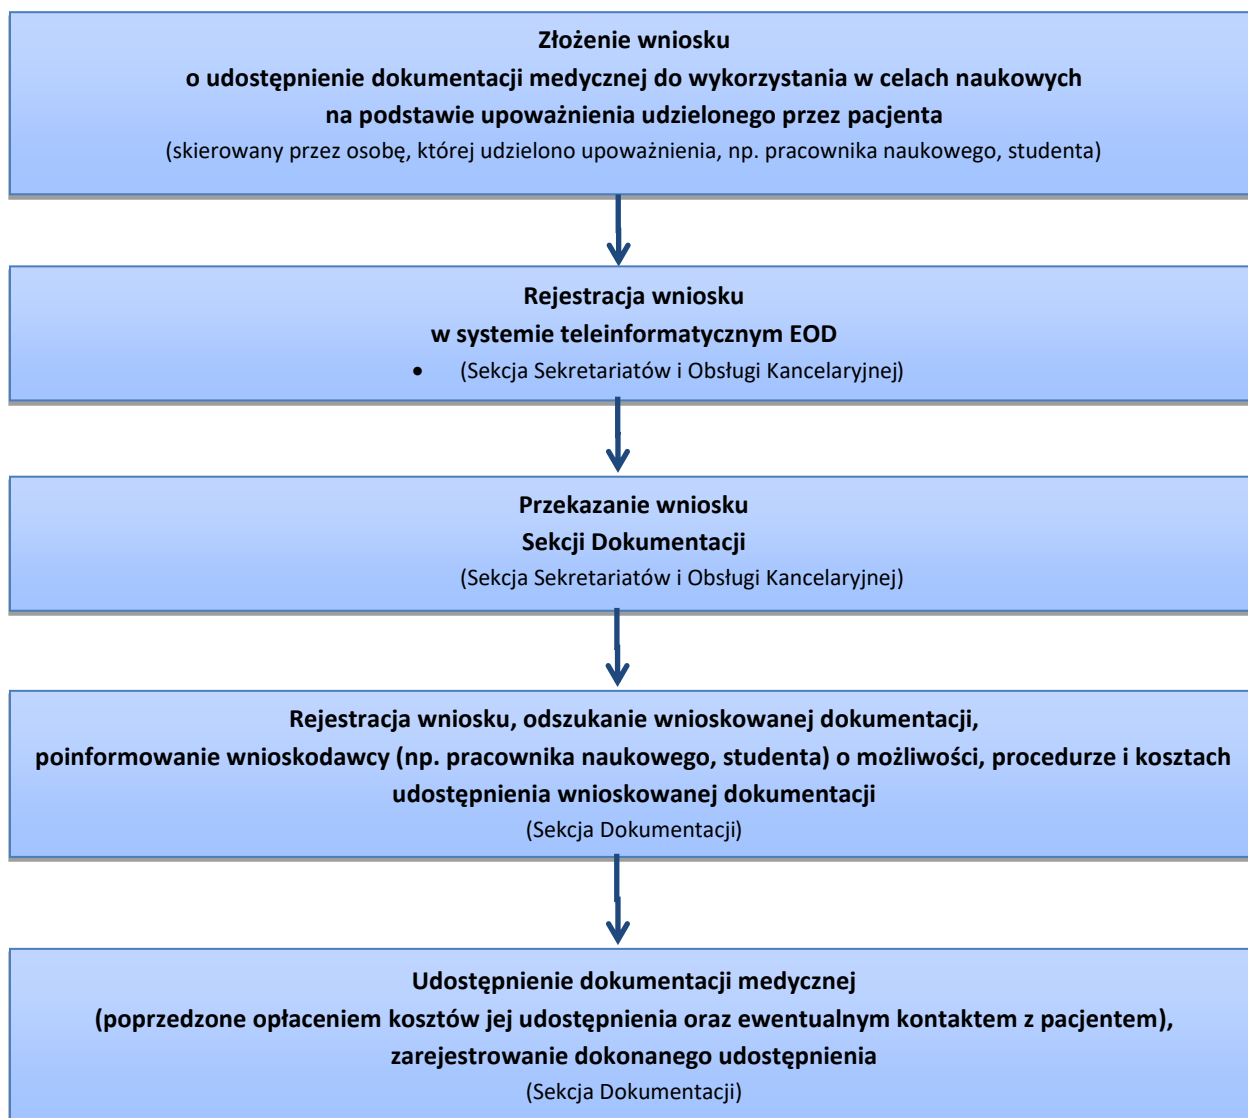 Złożenie wniosku
o udostępnienie dokumentacji medycznej do wykorzystania w celach naukowych
na podstawie upoważnienia udzielonego przez pacjenta
(skierowany przez osobę, której udzielono upoważnienia, np. pracownika naukowego, studenta)
Rejestracja wniosku
w systemie teleinformatycznym EOD
• (Sekcja Sekretariatów i Obsługi Kancelaryjnej)
Przekazanie wniosku
Sekcji Dokumentacji
(Sekcja Sekretariatów i Obsługi Kancelaryjnej)
Rejestracja wniosku, odszukanie wnioskowanej dokumentacji,
poinformowanie wnioskodawcy (np. pracownika naukowego, studenta) o możliwości, procedurze i kosztach
udostępnienia wnioskowanej dokumentacji
(Sekcja Dokumentacji)
Udostępnienie dokumentacji medycznej
(poprzedzone opłaceniem kosztów jej udostępnienia oraz ewentualnym kontaktem z pacjentem),
zarejestrowanie dokonanego udostępnienia
(Sekcja Dokumentacji)